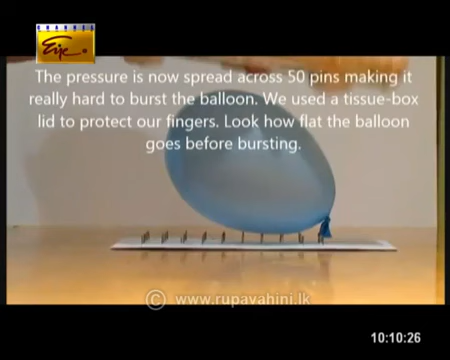 CHANNEL
Eye
The pressure is now spread across 50 pins making it
really hard to burst the balloon. We used a tissue-box
lid to protect our fingers. Look how flat the balloon
goes before bursting.
© www.rupavahini.lk
10:10:26